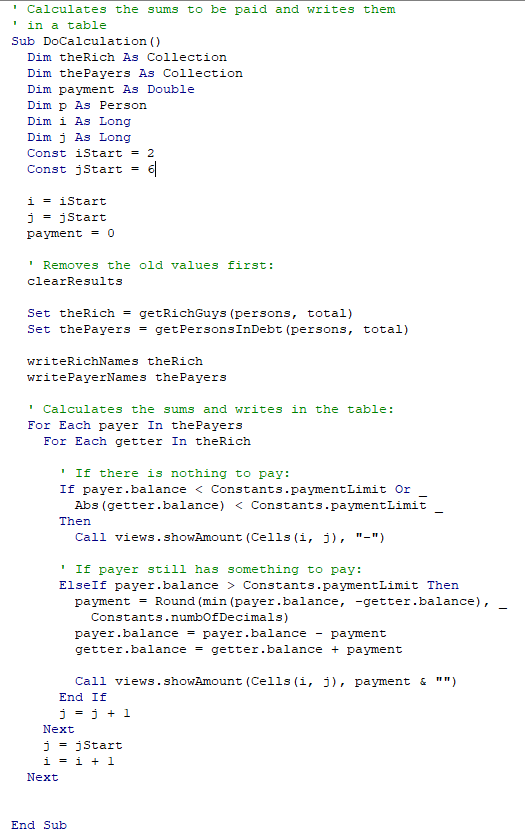 ' Calculates the sums to be paid and writes them
' in a table
Sub DoCalculation()
  Dim theRich As Collection
  Dim thePayers As Collection
  Dim payment As Double
  Dim p As Person
  Dim i As Long
  Dim j As Long
  Const iStart = 2
  Const jStart = 6

  i = iStart
  j = jStart
  payment = 0

  ' Removes the old values first:
  clearResults

  Set theRich = getRichGuys(persons, total)
  Set thePayers = getPersonsInDebt(persons, total)

  writeRichNames theRich
  writePayerNames thePayers

  ' Calculates the sums and writes in the table:
  For Each payer In thePayers
    For Each getter In theRich

      ' If there is nothing to pay:
      If payer.balance < Constants.paymentLimit Or _
        Abs(getter.balance) < Constants.paymentLimit _
      Then
        Call views.showAmount(Cells(i, j), "-")

      ' If payer still has something to pay:
      ElseIf payer.balance > Constants.paymentLimit Then
        payment = Round(min(payer.balance, -getter.balance), _
          Constants.numbOfDecimals)
        payer.balance = payer.balance - payment
        getter.balance = getter.balance + payment

        Call views.showAmount(Cells(i, j), payment & "")
      End If
      j = j + 1
    Next
    j = jStart
    i = i + 1
  Next


End Sub